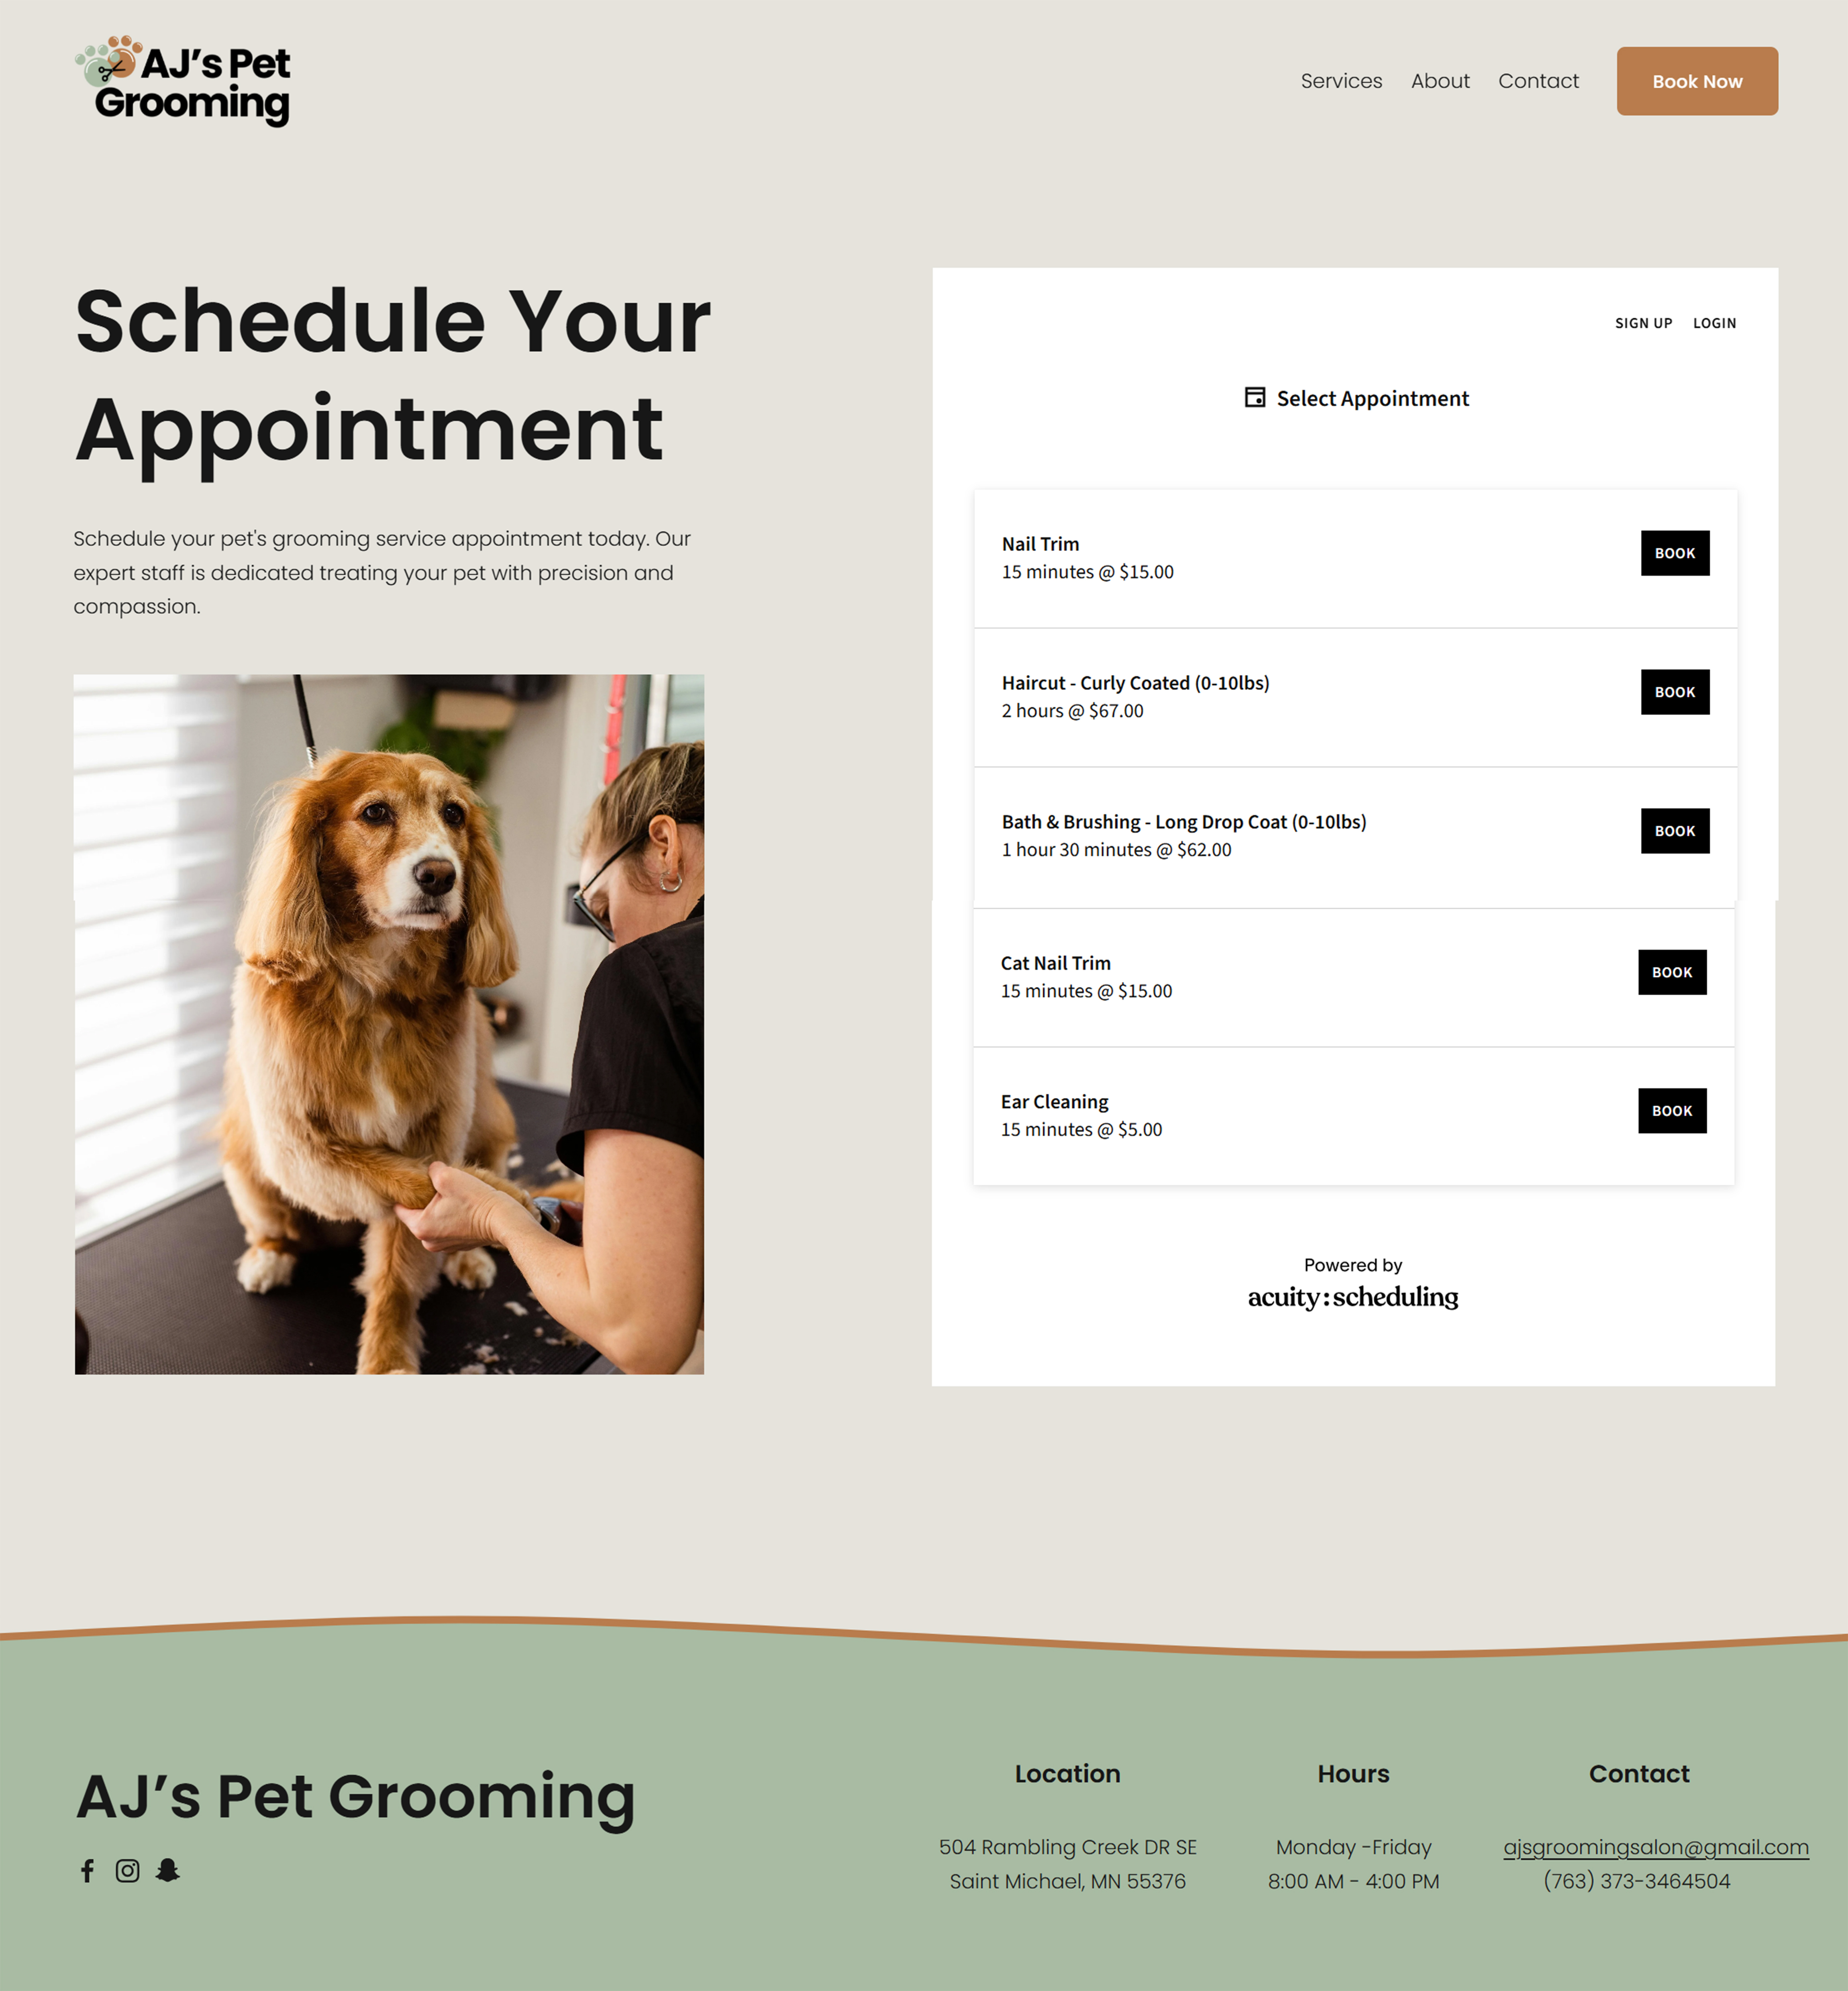 AJ’s Pet
Grooming
Services
About
Contact
Book Now
Schedule Your
Appointment
Schedule your pet's grooming service appointment today. Our
expert staff is dedicated treating your pet with precision and
compassion.
SIGN UP
LOGIN
Select Appointment
Nail Trim
15 minutes @ $15.00
BOOK
Haircut - Curly Coated (0-10lbs)
2 hours @ $67.00
BOOK
Bath & Brushing - Long Drop Coat (0-10lbs)
1 hour 30 minutes @ $62.00
BOOK
Cat Nail Trim
15 minutes @ $15.00
BOOK
Ear Cleaning
15 minutes @ $5.00
BOOK
Powered by
acuity:scheduling
AJ’s Pet Grooming
Location
504 Rambling Creek DR SE
Saint Michael, MN 55376
Hours
Monday -Friday
8:00 AM - 4:00 PM
Contact
ajsgroomingsalon@gmail.com
(763) 373-3464504